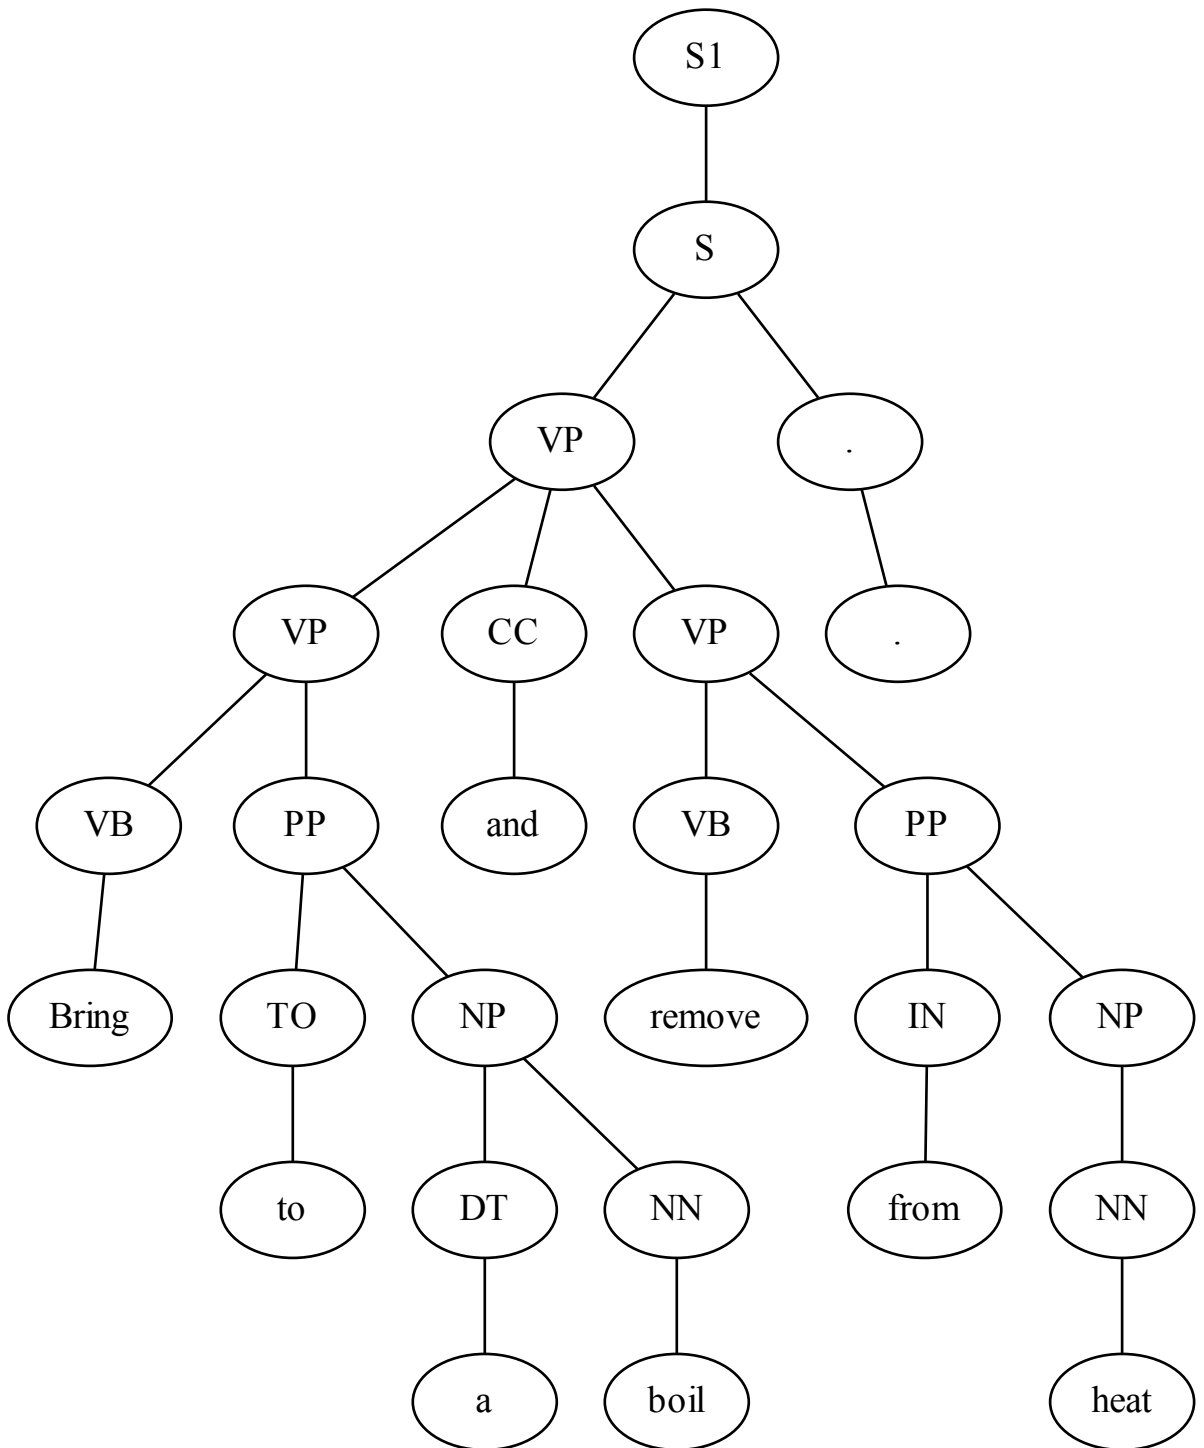 S1
S
VP .
VP CC VP .
VB PP and VB PP
Bring TO NP remove IN NP
to DT NN from NN
a boil heat